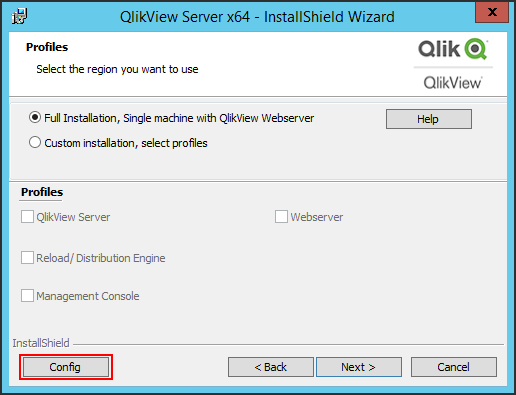 QlikView Server x64 - InstallShield Wizard
x
Profiles
Select the region you want to use
Qlik
QlikView
Full Installation, Single machine with QlikView Webserver
Help
Custom installation, select profiles
Profiles
QlikView Server
Webserver
Reload/ Distribution Engine
Management Console
InstallShield
Config
< Back
Next >
Cancel